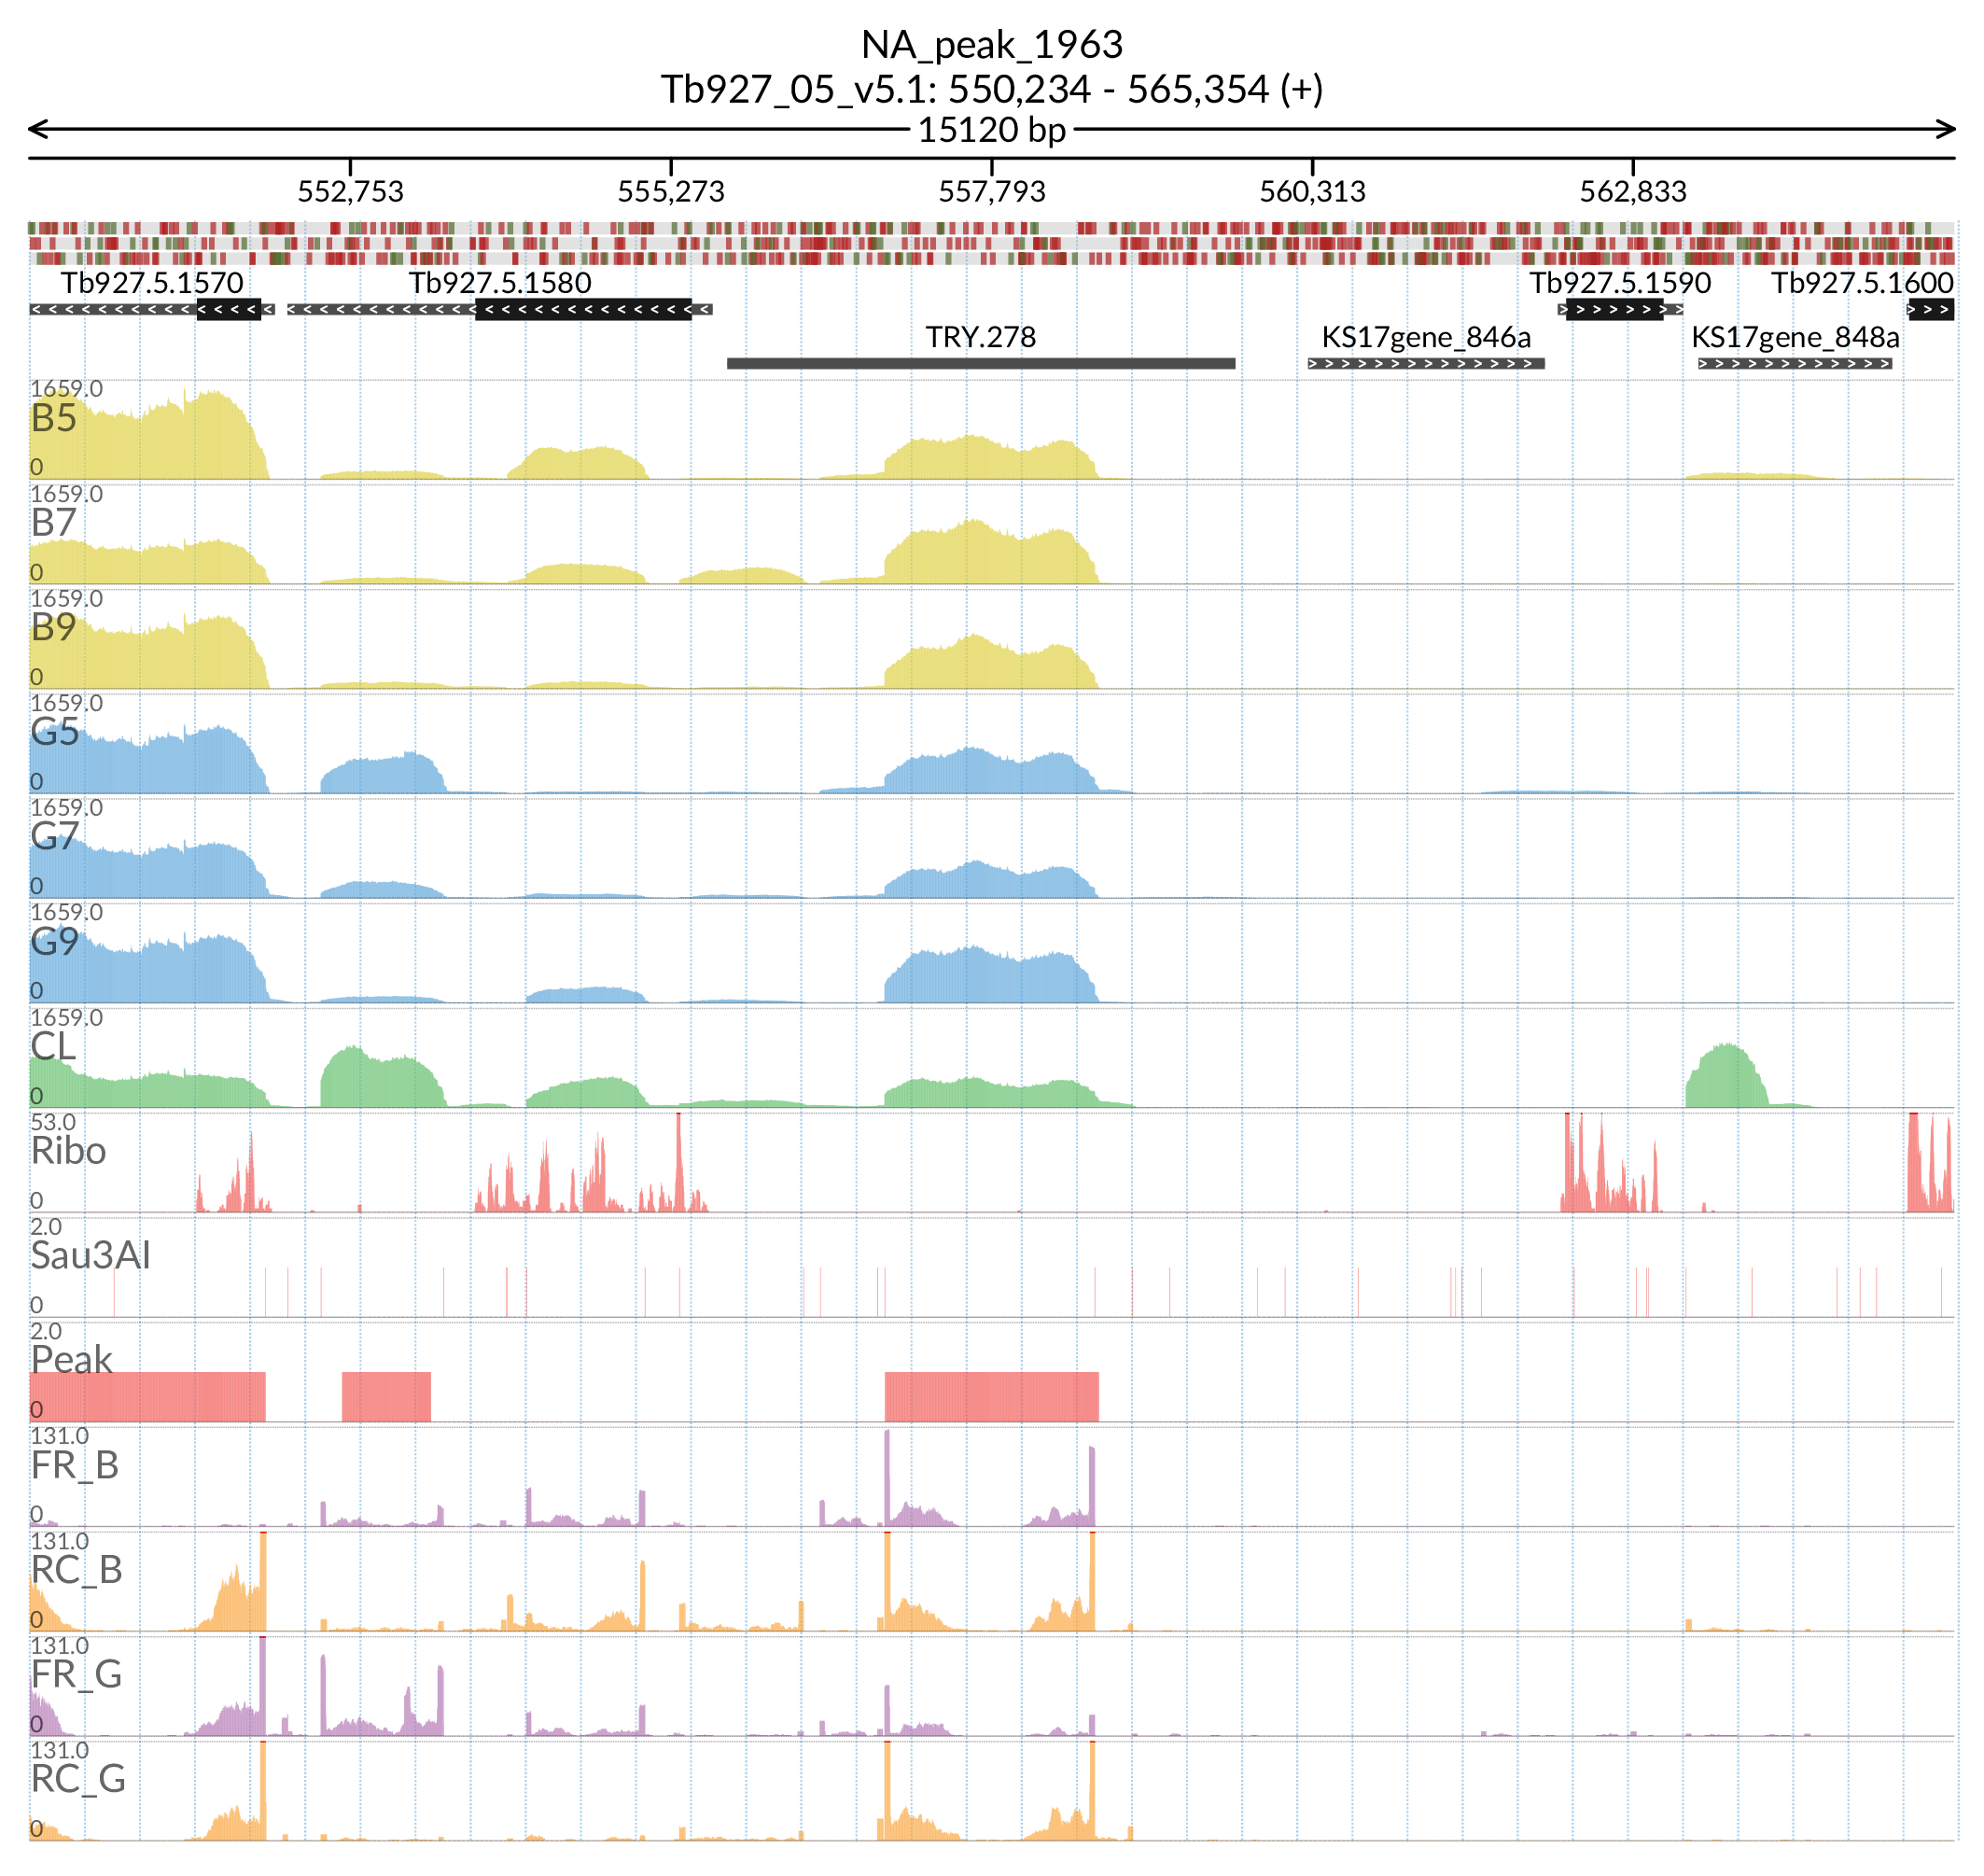 NA_peak_1963
Tb927_05_v5.1: 550,234 - 565,354 (+)
15120 bp
552,753 555,273 557,793 560,313 562,833
Tb927.5.1570 Tb927.5.1580 Tb927.5.1590 Tb927.5.1600
TRY.278 KS17gene_846a KS17gene_848a
1659.0
B5
0
1659.0
B7
0
1659.0
B9
0
1659.0
G5
0
1659.0
G7
0
1659.0
G9
0
1659.0
CL
0
53.0
Ribo
0
2.0
Sau3AI
0
2.0
Peak
0
131.0
FR_B
0
131.0
RC_B
0
131.0
FR_G
0
131.0
RC_G
0